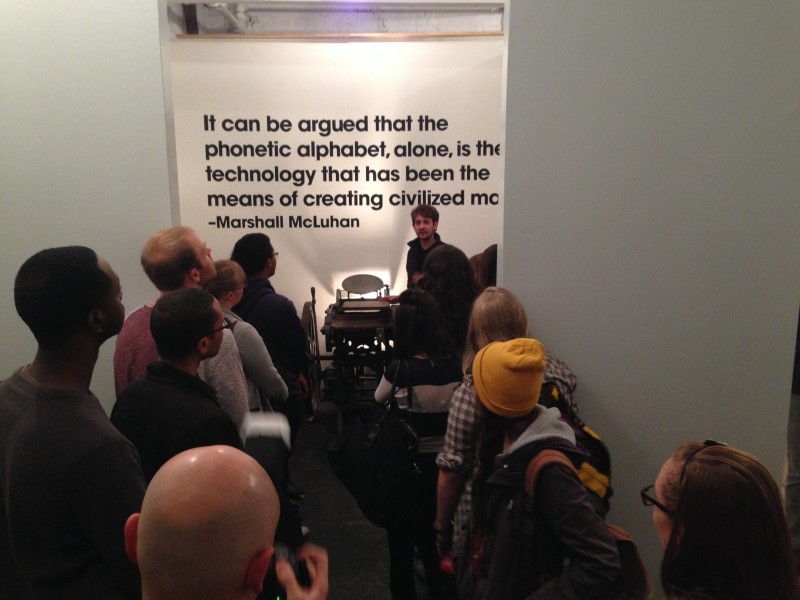 It can be argued that the
phonetic alphabet, alone, is the
technology that has been the
means of creating civilized
–Marshall McLuhan